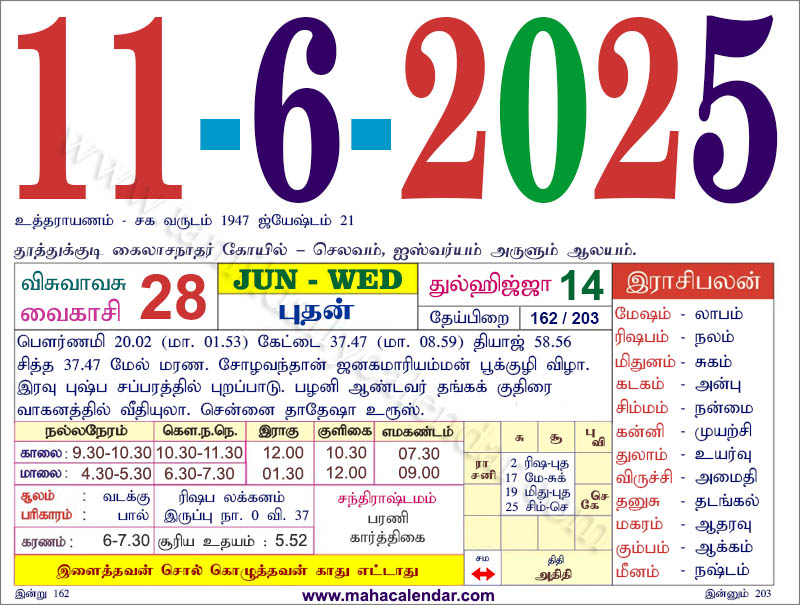 11-6-2025
உத்தராயணம் - சக வருடம் 1947 ஜ்யேஷ்டம் 21
தூத்துக்குடி கைலாசநாதர் கோயில் – செலவம், ஐஸ்வர்யம் அருளும் ஆலயம்.
விசுவாவசு
வைகாசி 28
JUN - WED
புதன்
துல்ஹிஜ்ஜா 14
தேய்பிறை 162 / 203
பௌர்ணமி 20.02 (மா. 01.53) கேட்டை 37.47 (மா. 08.59) தியாஜ் 58.56
சித்த 37.47 மேல் மரண. சோழவந்தான் ஜனகமாரியம்மன் பூக்குழி விழா.
இரவு புஷ்ப சப்பரத்தில் புறப்பாடு. பழனி ஆண்டவர் தங்கக் குதிரை
வாகனத்தில் வீதியுலா. சென்னை தாதேஷா உரூஸ்.
நல்லநேரம் கௌ.ந.நெ. இராகு குளிகை எமகண்டம்
காலை : 9.30-10.30 10.30-11.30 12.00 10.30 07.30
மாலை : 4.30-5.30 6.30-7.30 01.30 12.00 09.00
சூலம் : வடக்கு
பரிகாரம் : பால்
ரிஷப லக்கனம்
இருப்பு நா. 0 வி. 37
கரணம் : 6-7.30 சூரிய உதயம் : 5.52
சந்திராஷ்டமம்
பரணி
கார்த்திகை
இளைத்தவன் சொல் கொழுத்தவன் காது எட்டாது
சு சூ பு வி
ரா சனி
2 ரிஷ-புத
17 மே-சுக்
19 மிது-புத
25 சிம்-செ
செ கே
சம
திதி
அதிதி
இராசிபலன்
மேஷம் - லாபம்
ரிஷபம் - நலம்
மிதுனம் - சுகம்
கடகம் - அன்பு
சிம்மம் - நன்மை
கன்னி - முயற்சி
துலாம் - உயர்வு
விருச்சி - அமைதி
தனுசு - தடங்கல்
மகரம் - ஆதரவு
கும்பம் - ஆக்கம்
மீனம் - நஷ்டம்
இன்று 162
www.mahacalendar.com
இன்னும் 203